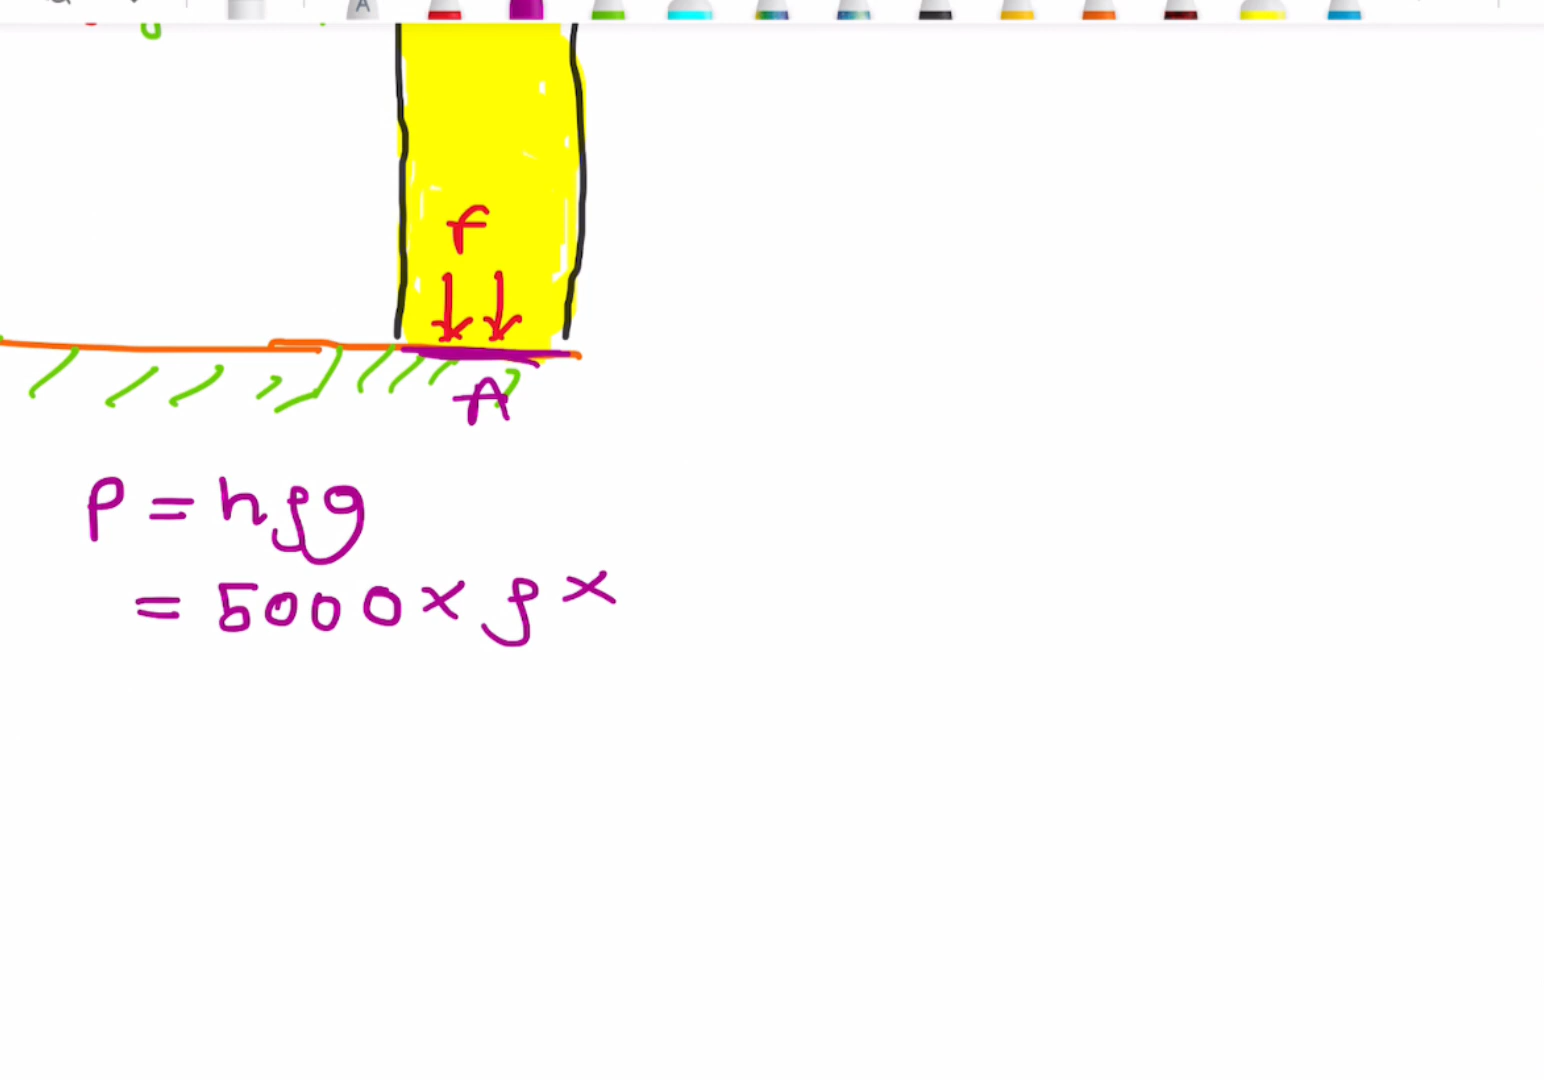 F
A
P = hρg
= 5000 × ρ ×